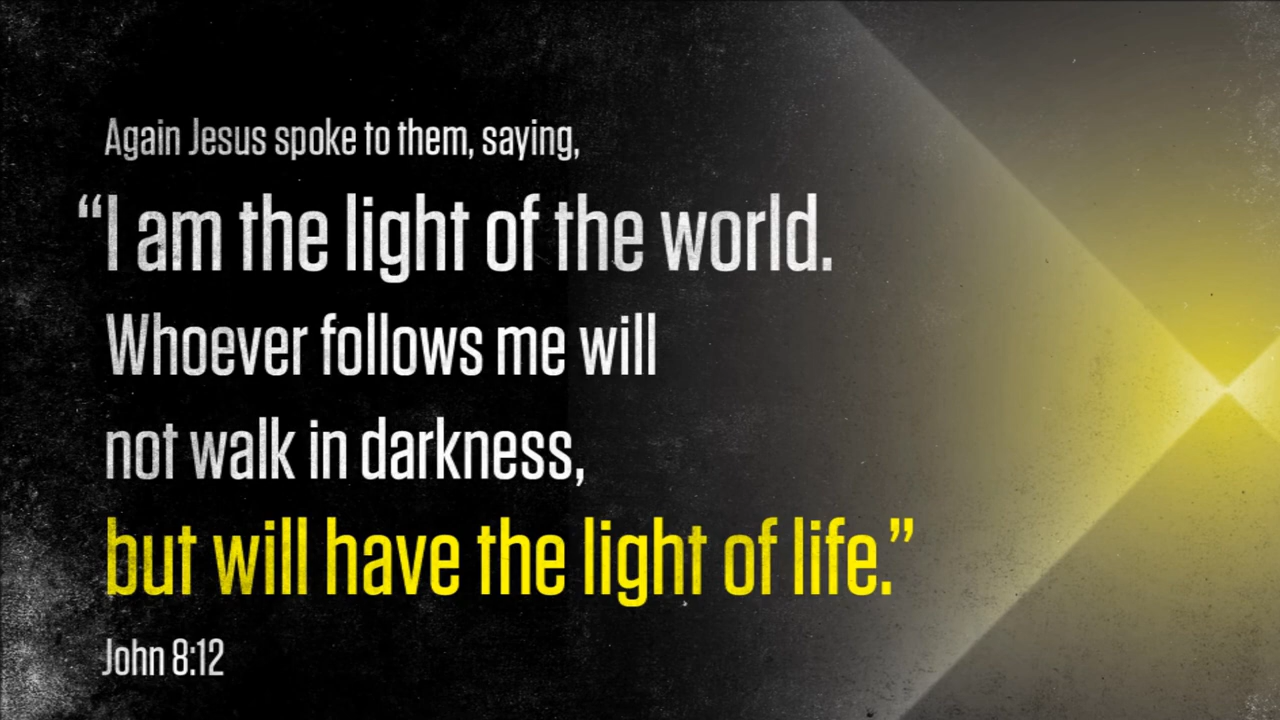 Again Jesus spoke to them, saying,
“I am the light of the world.
Whoever follows me will
not walk in darkness,
but will have the light of life.”
John 8:12